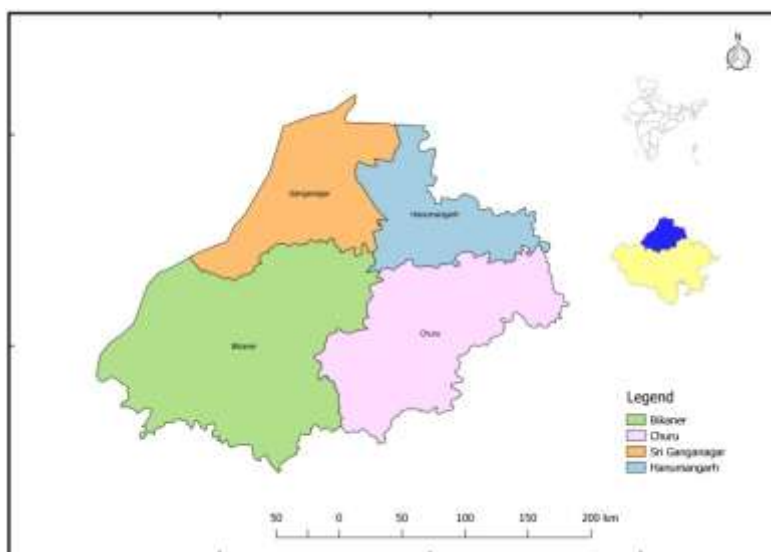 N
Ganganagar
Hanumangarh
Bikaner
Churu
Legend
Bikaner
Churu
Sri Ganganagar
Hanumangarh
50 0 50 100 150 200 km